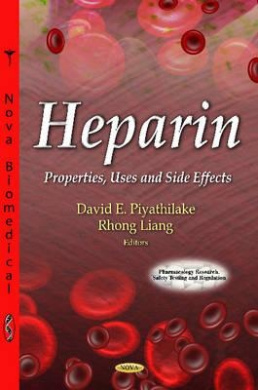 Nova Biomedical
Heparin
Properties, Uses and Side Effects
David E. Piyathilake
Rhong Liang
Editors
Pharmacology Research,
Safety Testing and Regulation
NOVA